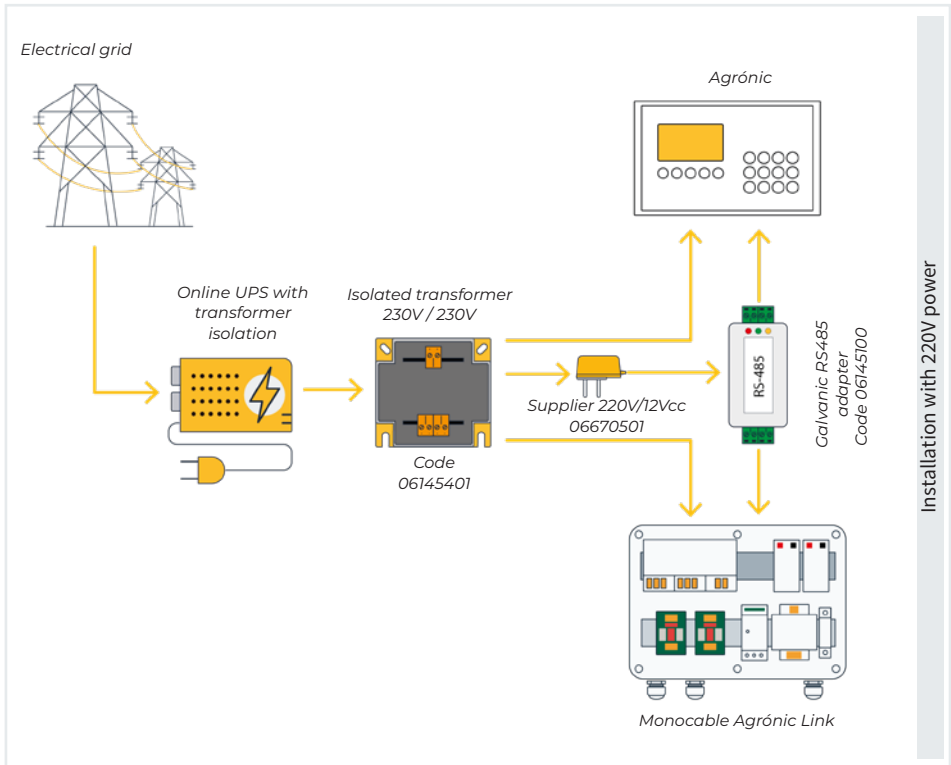 Electrical grid
Agrónic
Online UPS with
transformer
isolation
Isolated transformer
230V / 230V
Supplier 220V/12Vcc
06670501
Code
06145401
RS-485
Galvanic RS485
adapter
Code 06145100
Monocable Agrónic Link
Installation with 220V power